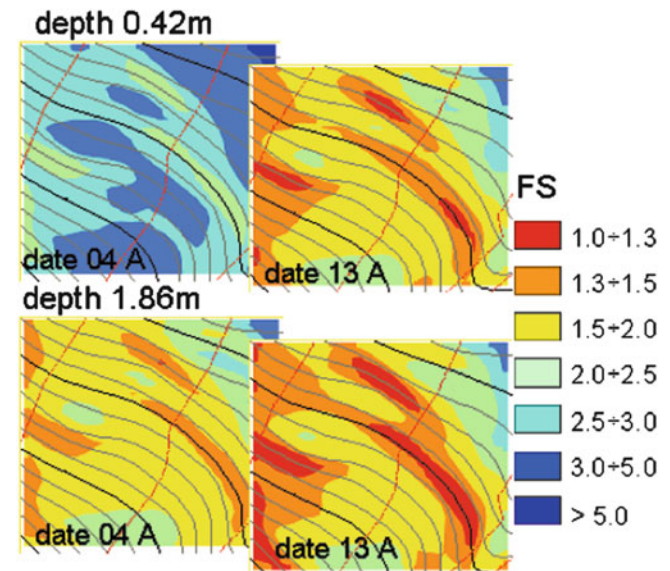 depth 0.42m
date 04 A
date 13 A
depth 1.86m
date 04 A
date 13 A
FS
1.0÷1.3
1.3÷1.5
1.5÷2.0
2.0÷2.5
2.5÷3.0
3.0÷5.0
> 5.0